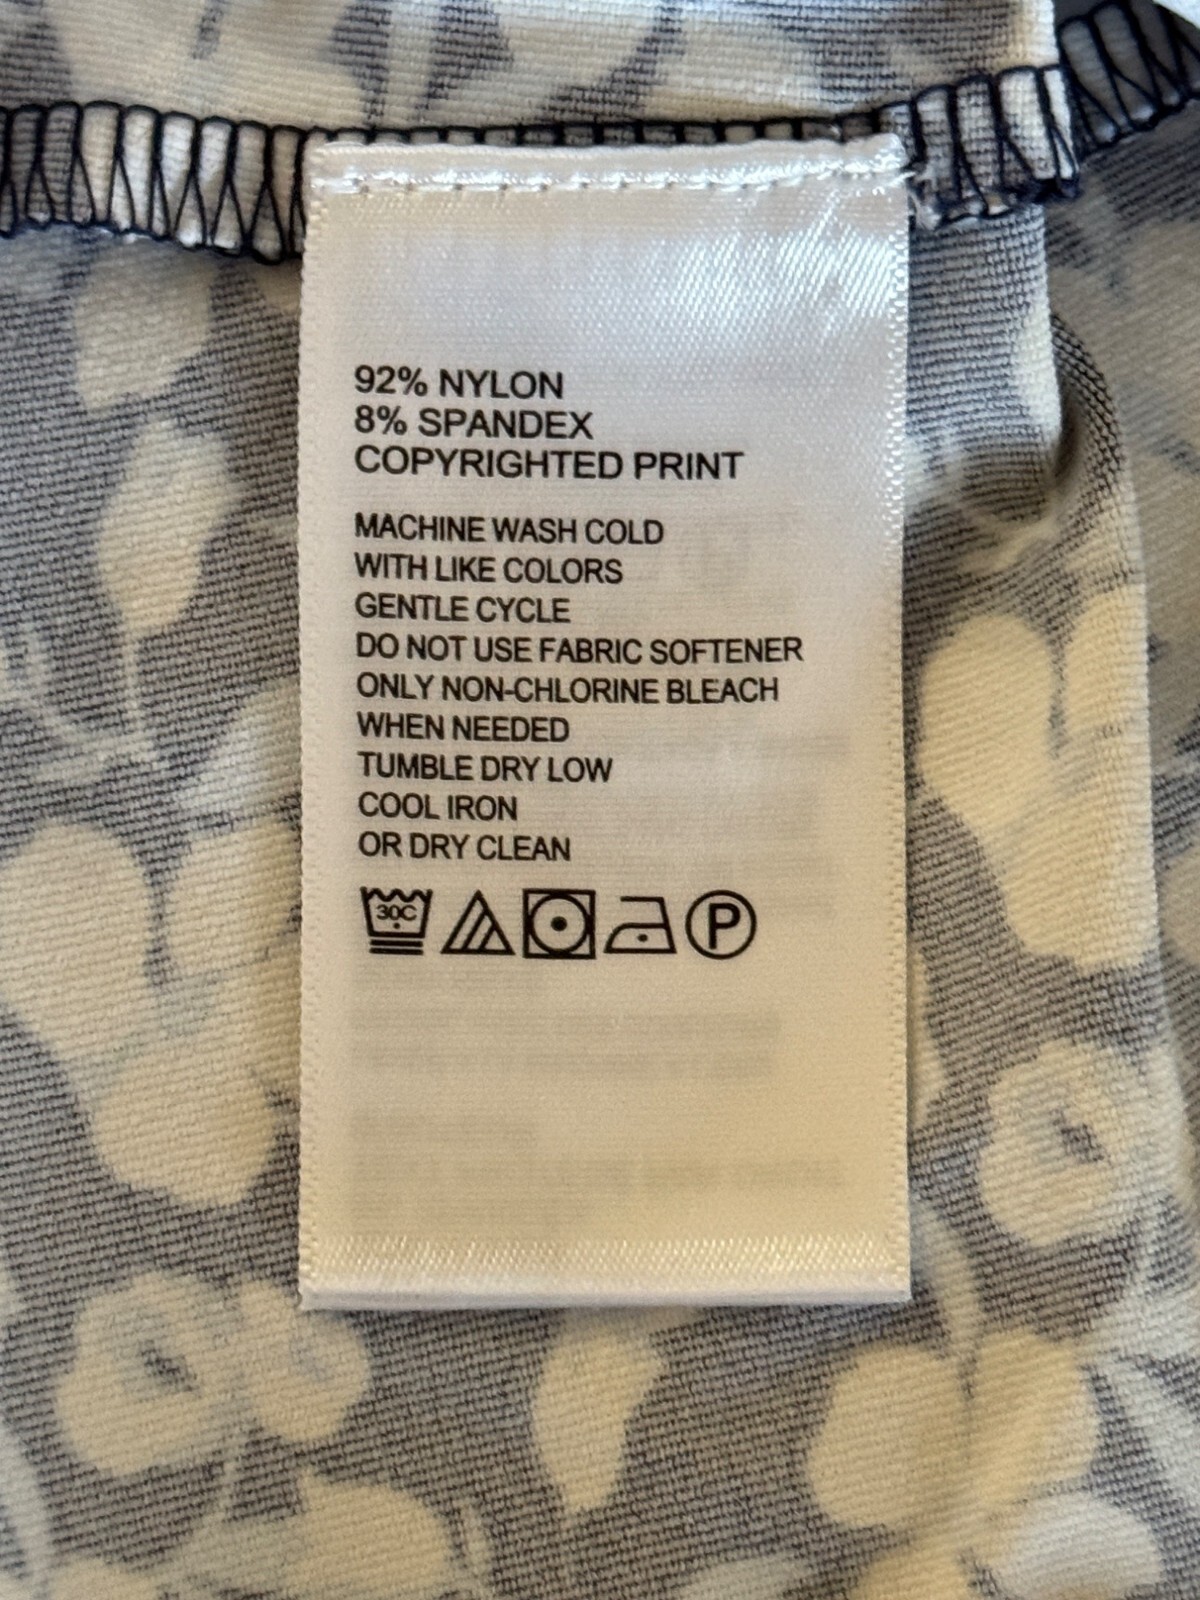 92% NYLON
8% SPANDEX
COPYRIGHTED PRINT
MACHINE WASH COLD
WITH LIKE COLORS
GENTLE CYCLE
DO NOT USE FABRIC SOFTENER
ONLY NON-CHLORINE BLEACH
WHEN NEEDED
TUMBLE DRY LOW
COOL IRON
OR DRY CLEAN
30C P